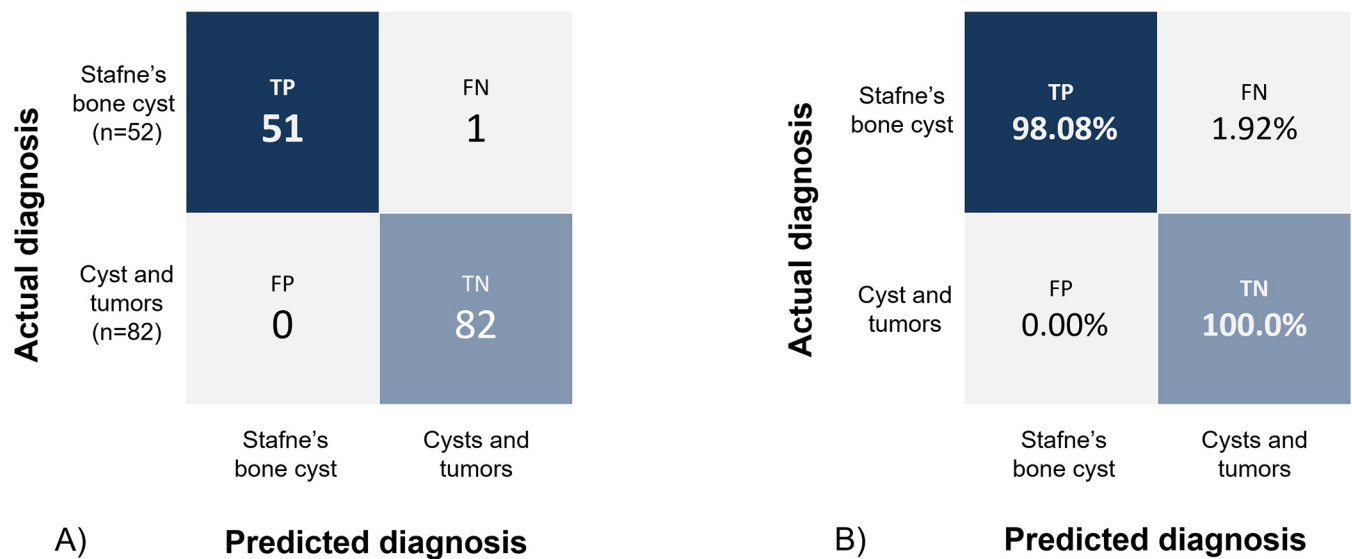 Actual diagnosis
Stafne's
bone cyst
(n=52)
TP
51
FN
1
Cyst and
tumors
(n=82)
FP
0
TN
82
Stafne's
bone cyst
Cysts and
tumors
A)
Predicted diagnosis
Actual diagnosis
Stafne's
bone cyst
TP
98.08%
FN
1.92%
Cyst and
tumors
FP
0.00%
TN
100.0%
Stafne's
bone cyst
Cysts and
tumors
B)
Predicted diagnosis